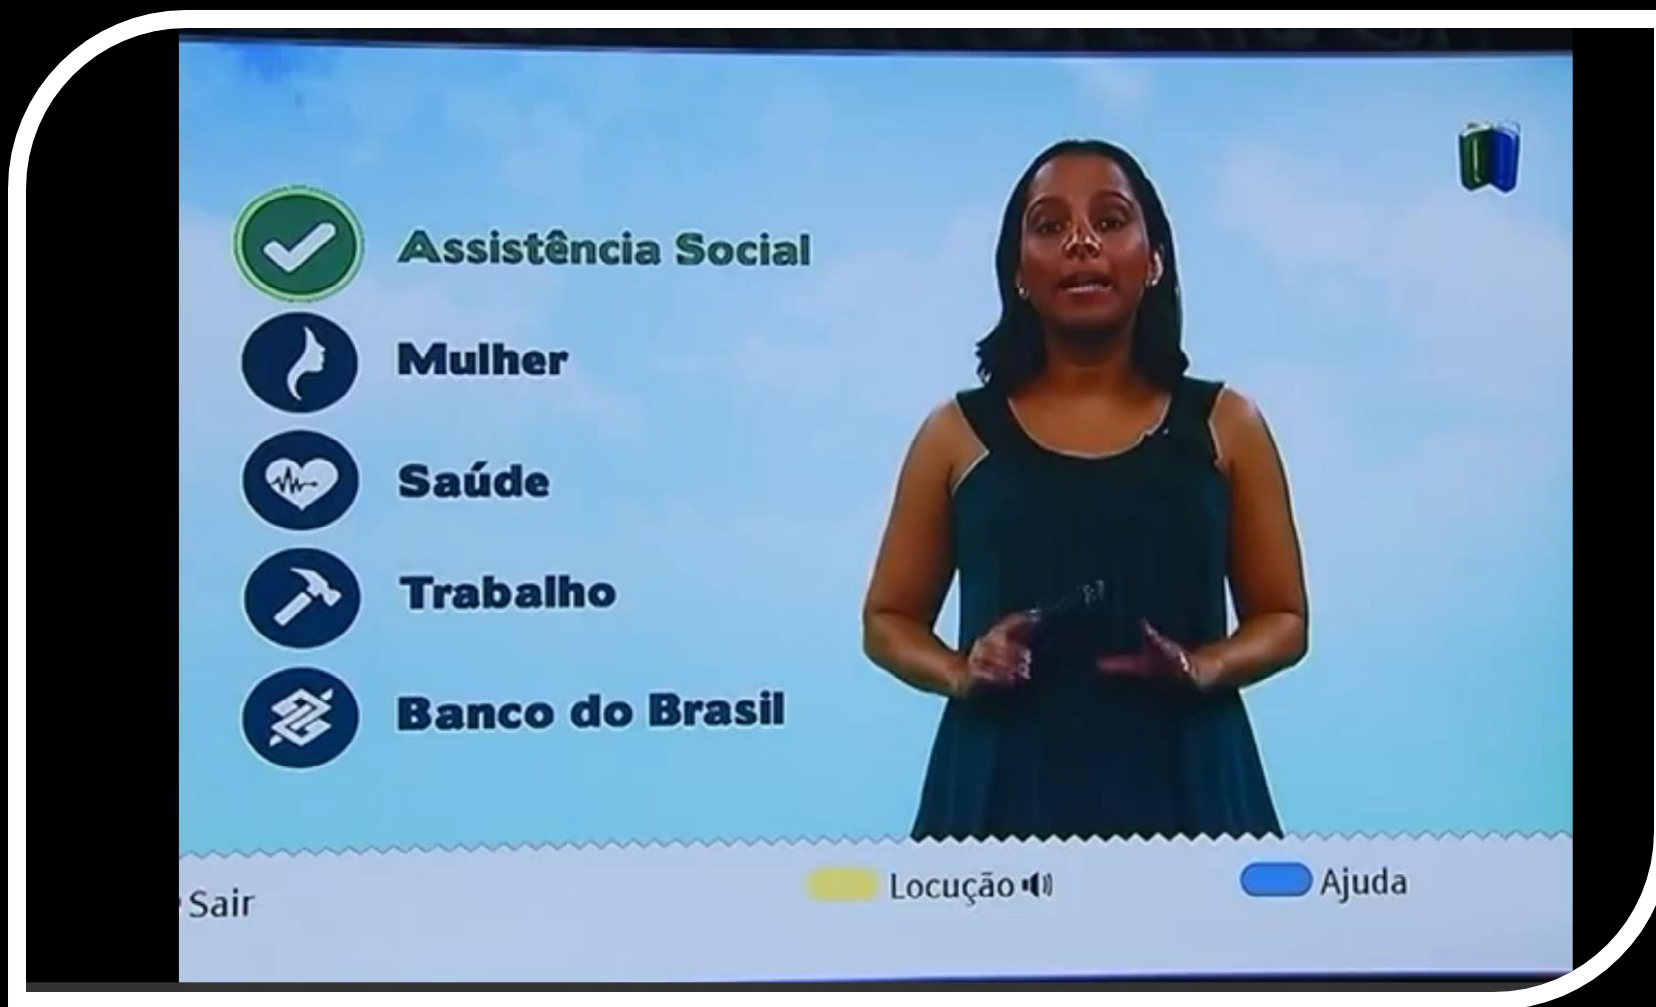 Assistência Social
Mulher
Saúde
Trabalho
Banco do Brasil
Sair
Locução
Ajuda